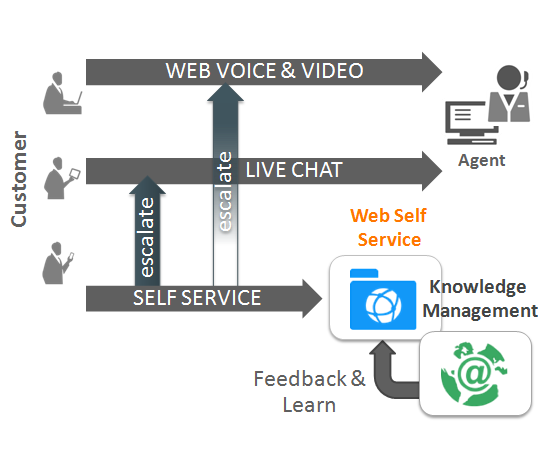 WEB VOICE & VIDEO
Customer
Agent
LIVE CHAT
escalate
escalate
Web Self
Service
SELF SERVICE
Knowledge
Management
Feedback &
Learn
@